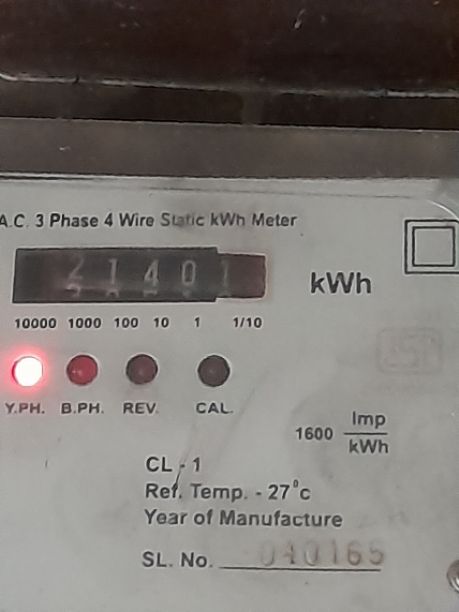 A.C. 3 Phase 4 Wire Static kWh Meter
21401
kWh
10000 1000 100 10 1 1/10
Y.PH. B.PH. REV. CAL.
1600 Imp
kWh
CL - 1
Ref. Temp. - 27°c
Year of Manufacture
SL. No. 040165